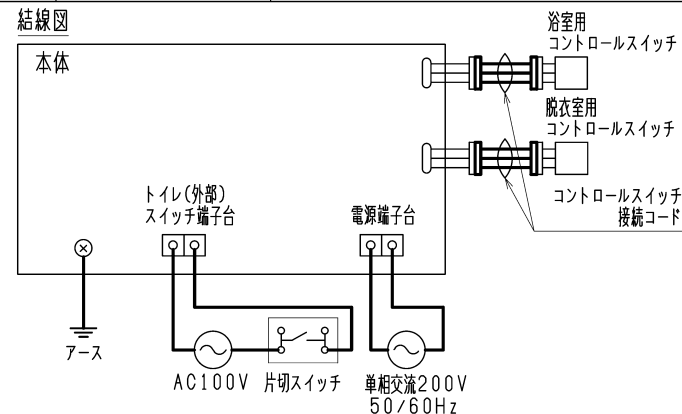 結線図
本体
浴室用
コントロールスイッチ
脱衣室用
コントロールスイッチ
コントロールスイッチ
接続コード
トイレ(外部)
スイッチ端子台
電源端子台
アース
AC100V
片切スイッチ
単相交流200V
50/60Hz